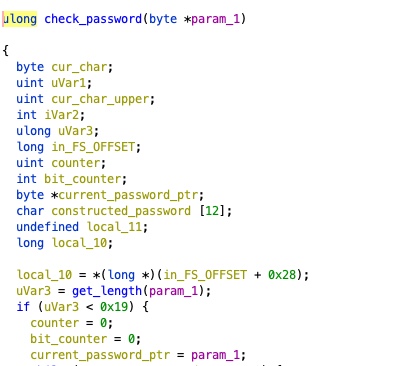 ulong check_password(byte *param_1)
{
byte cur_char;
uint uVar1;
uint cur_char_upper;
int iVar2;
ulong uVar3;
long in_FS_OFFSET;
uint counter;
int bit_counter;
byte *current_password_ptr;
char constructed_password [12];
undefined local_11;
long local_10;
local_10 = *(long *)(in_FS_OFFSET + 0x28);
uVar3 = get_length(param_1);
if (uVar3 < 0x19) {
counter = 0;
bit_counter = 0;
current_password_ptr = param_1;